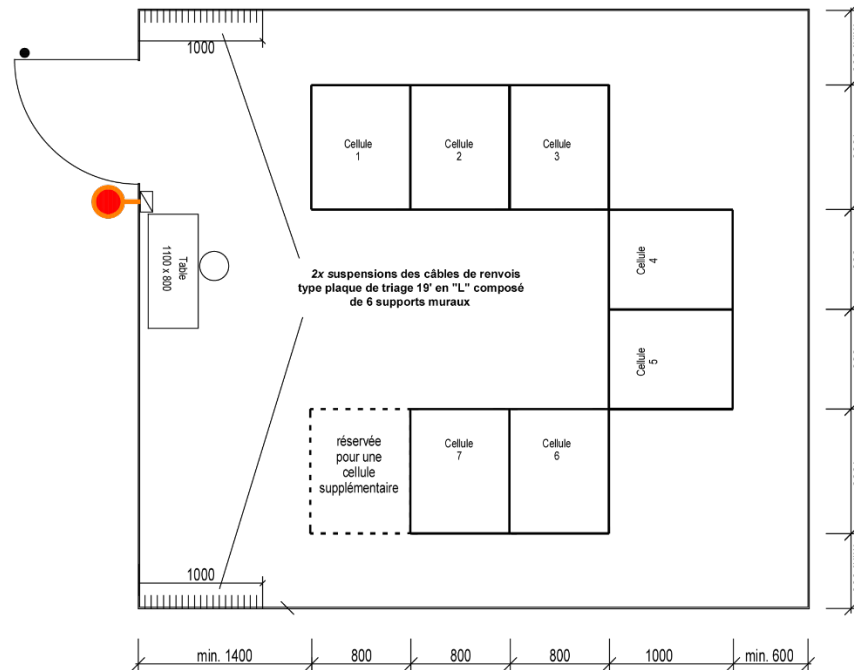 1000
Cellule
1
Cellule
2
Cellule
3
Table
1100 x 800
2x suspensions des câbles de renvois
type plaque de triage 19' en "L" composé
de 6 supports muraux
Cellule
4
Cellule
5
réservée
pour une
cellule
supplémentaire
Cellule
7
Cellule
6
1000
min. 1400
800
800
800
1000
min. 600